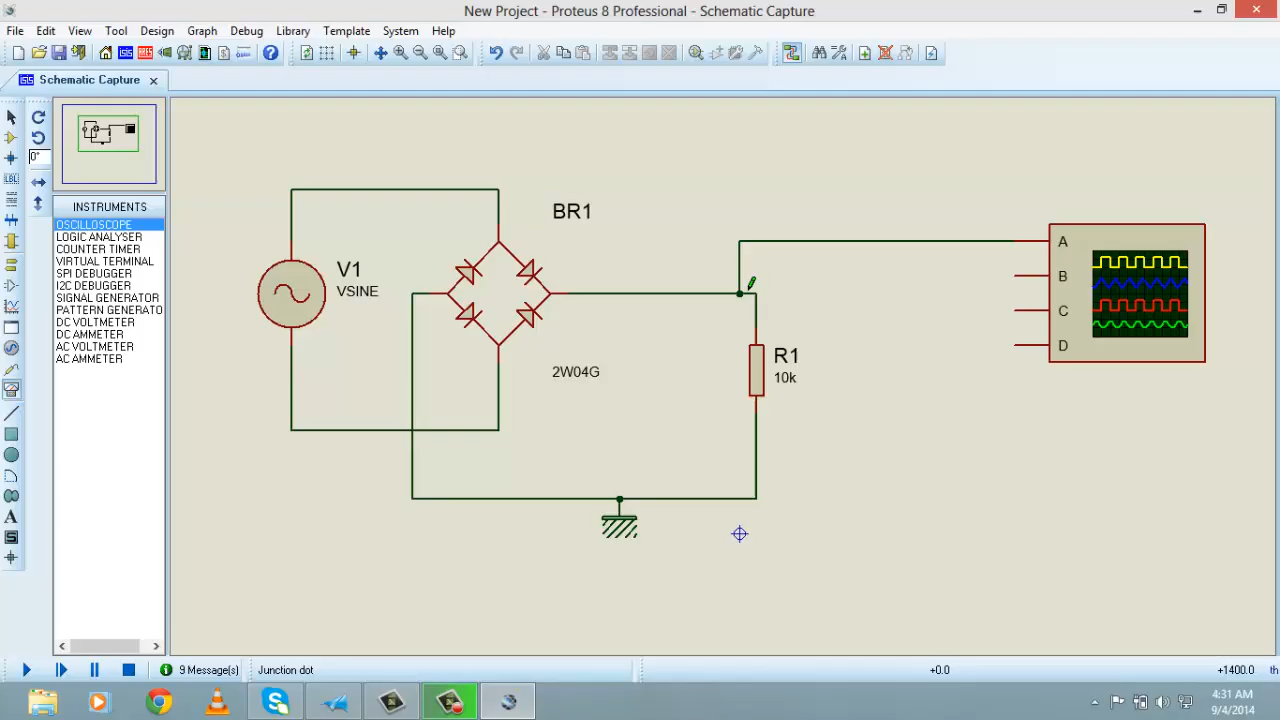 New Project - Proteus 8 Professional - Schematic Capture
File Edit View Tool Design Graph Debug Library Template System Help
Schematic Capture
0°
LBL
INSTRUMENTS
OSCILLOSCOPE
LOGIC ANALYSER
COUNTER TIMER
VIRTUAL TERMINAL
SPI DEBUGGER
I2C DEBUGGER
SIGNAL GENERATOR
PATTERN GENERATO
DC VOLTMETER
DC AMMETER
AC VOLTMETER
AC AMMETER
BR1
V1
VSINE
2W04G
R1
10k
A
B
C
D
9 Message(s)
Junction dot
+0.0
+1400.0
th
4:31 AM
9/4/2014